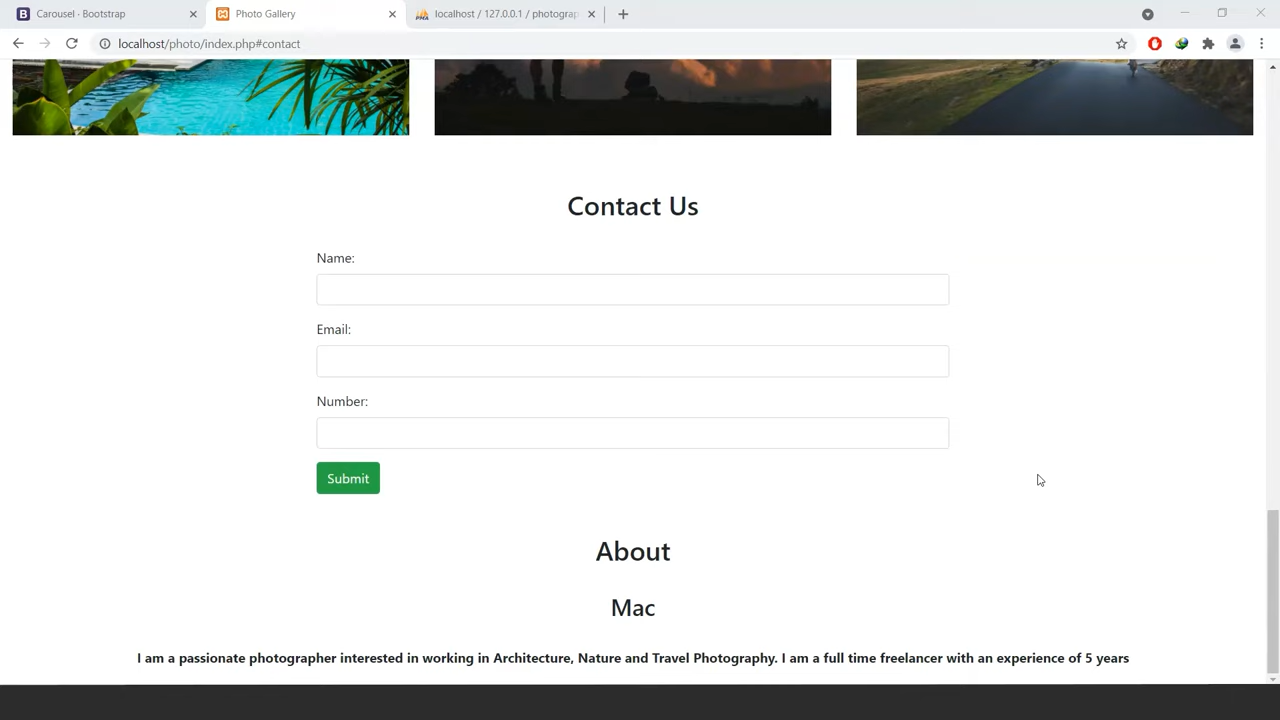 Carousel · Bootstrap
Photo Gallery
localhost / 127.0.0.1 / photograp
localhost/photo/index.php#contact
Contact Us
Name:
Email:
Number:
Submit
About
Mac
I am a passionate photographer interested in working in Architecture, Nature and Travel Photography. I am a full time freelancer with an experience of 5 years